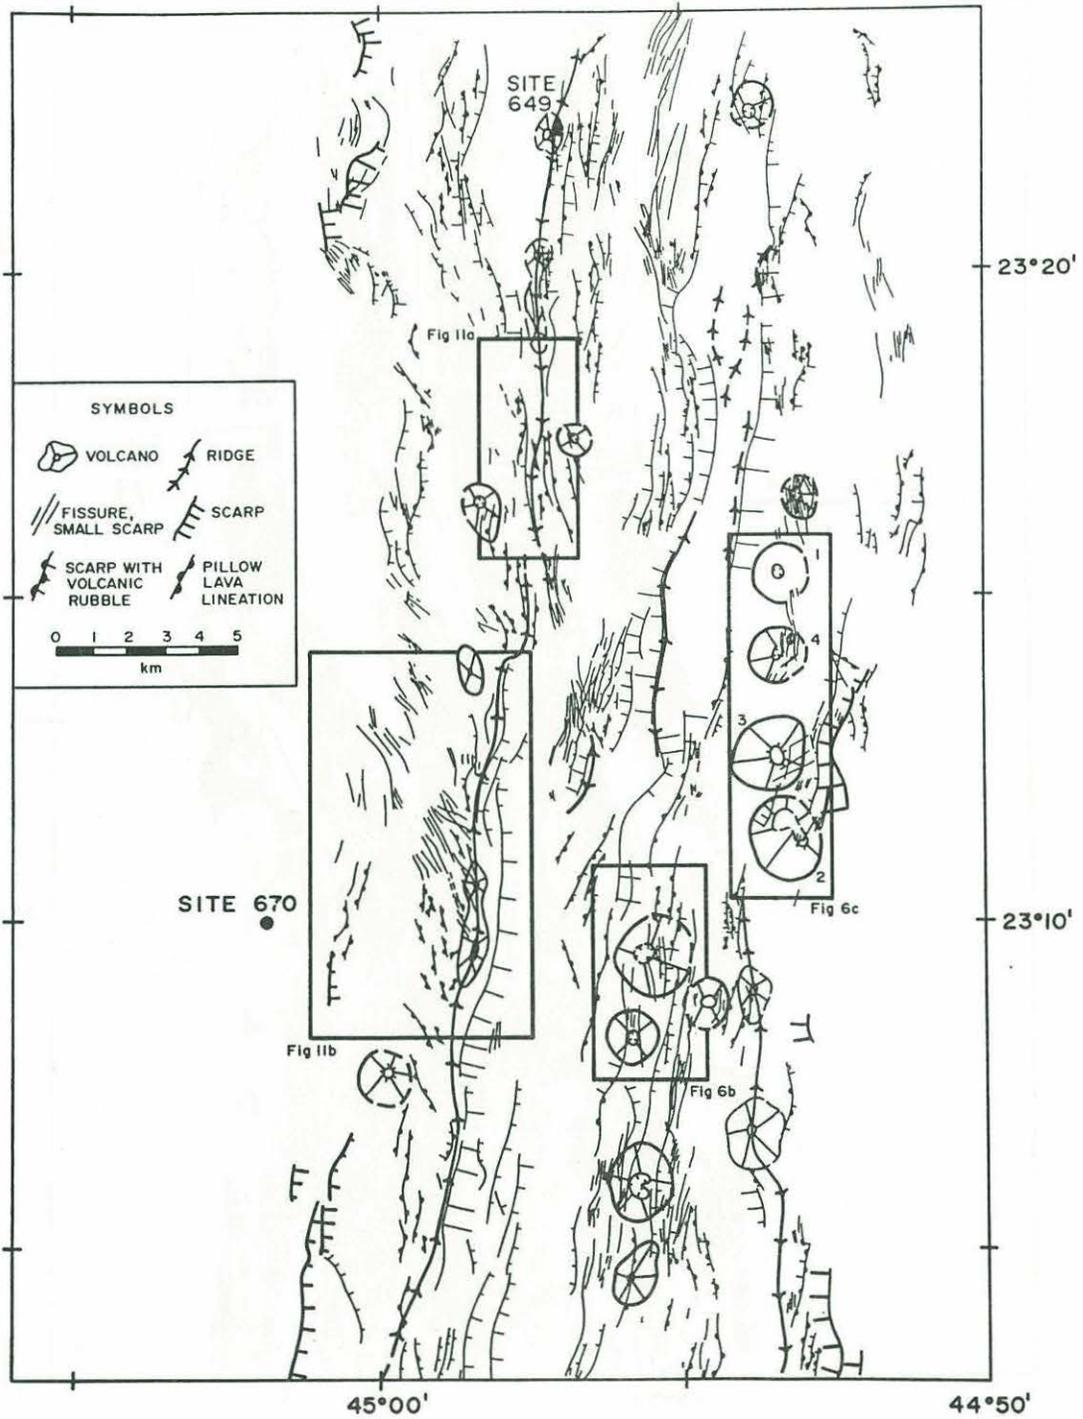 SITE
649
23°20'
Fig 11a
SYMBOLS
VOLCANO
RIDGE
FISSURE,
SMALL SCARP
SCARP
SCARP WITH
VOLCANIC
RUBBLE
PILLOW
LAVA
LINEATION
0 1 2 3 4 5
km
1
4
3
2
SITE 670
Fig 6c
23°10'
Fig 11b
Fig 6b
45°00'
44°50'